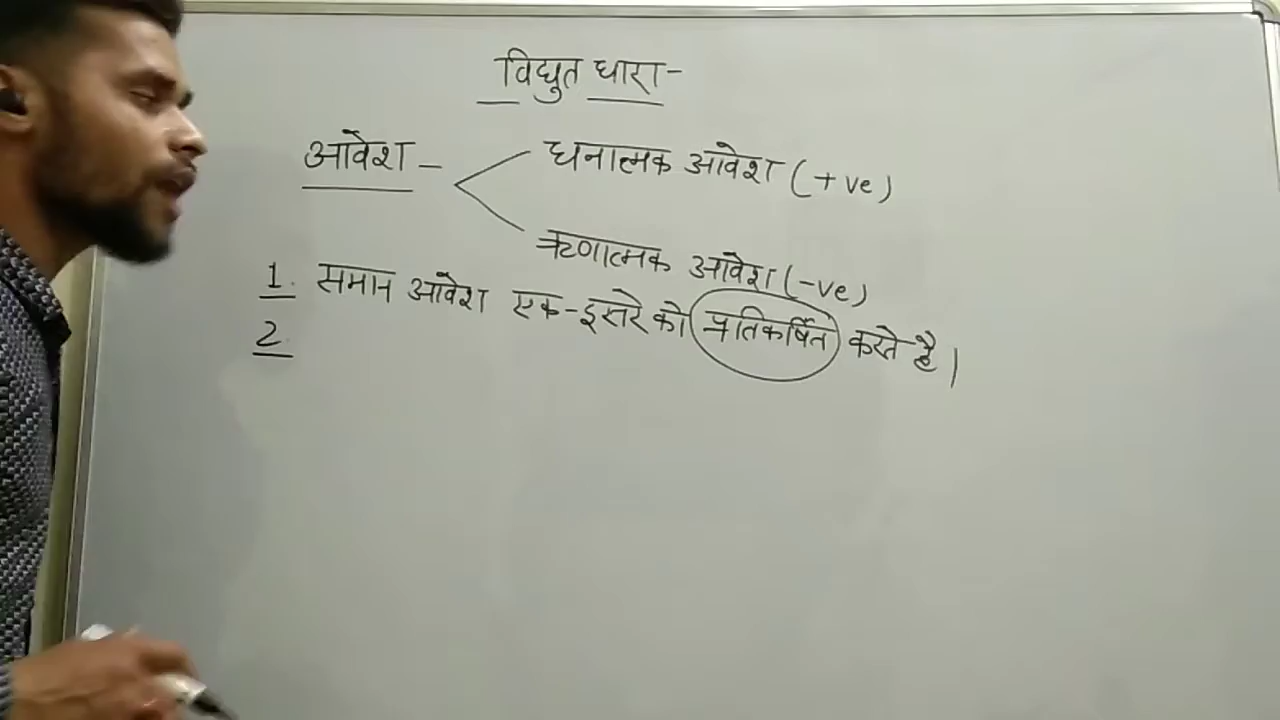 विद्युत धारा-
आवेश -
धनात्मक आवेश (+ve)
ऋणात्मक आवेश (-ve)
1. समान आवेश एक-दूसरे को प्रतिकर्षित करते है।
2.